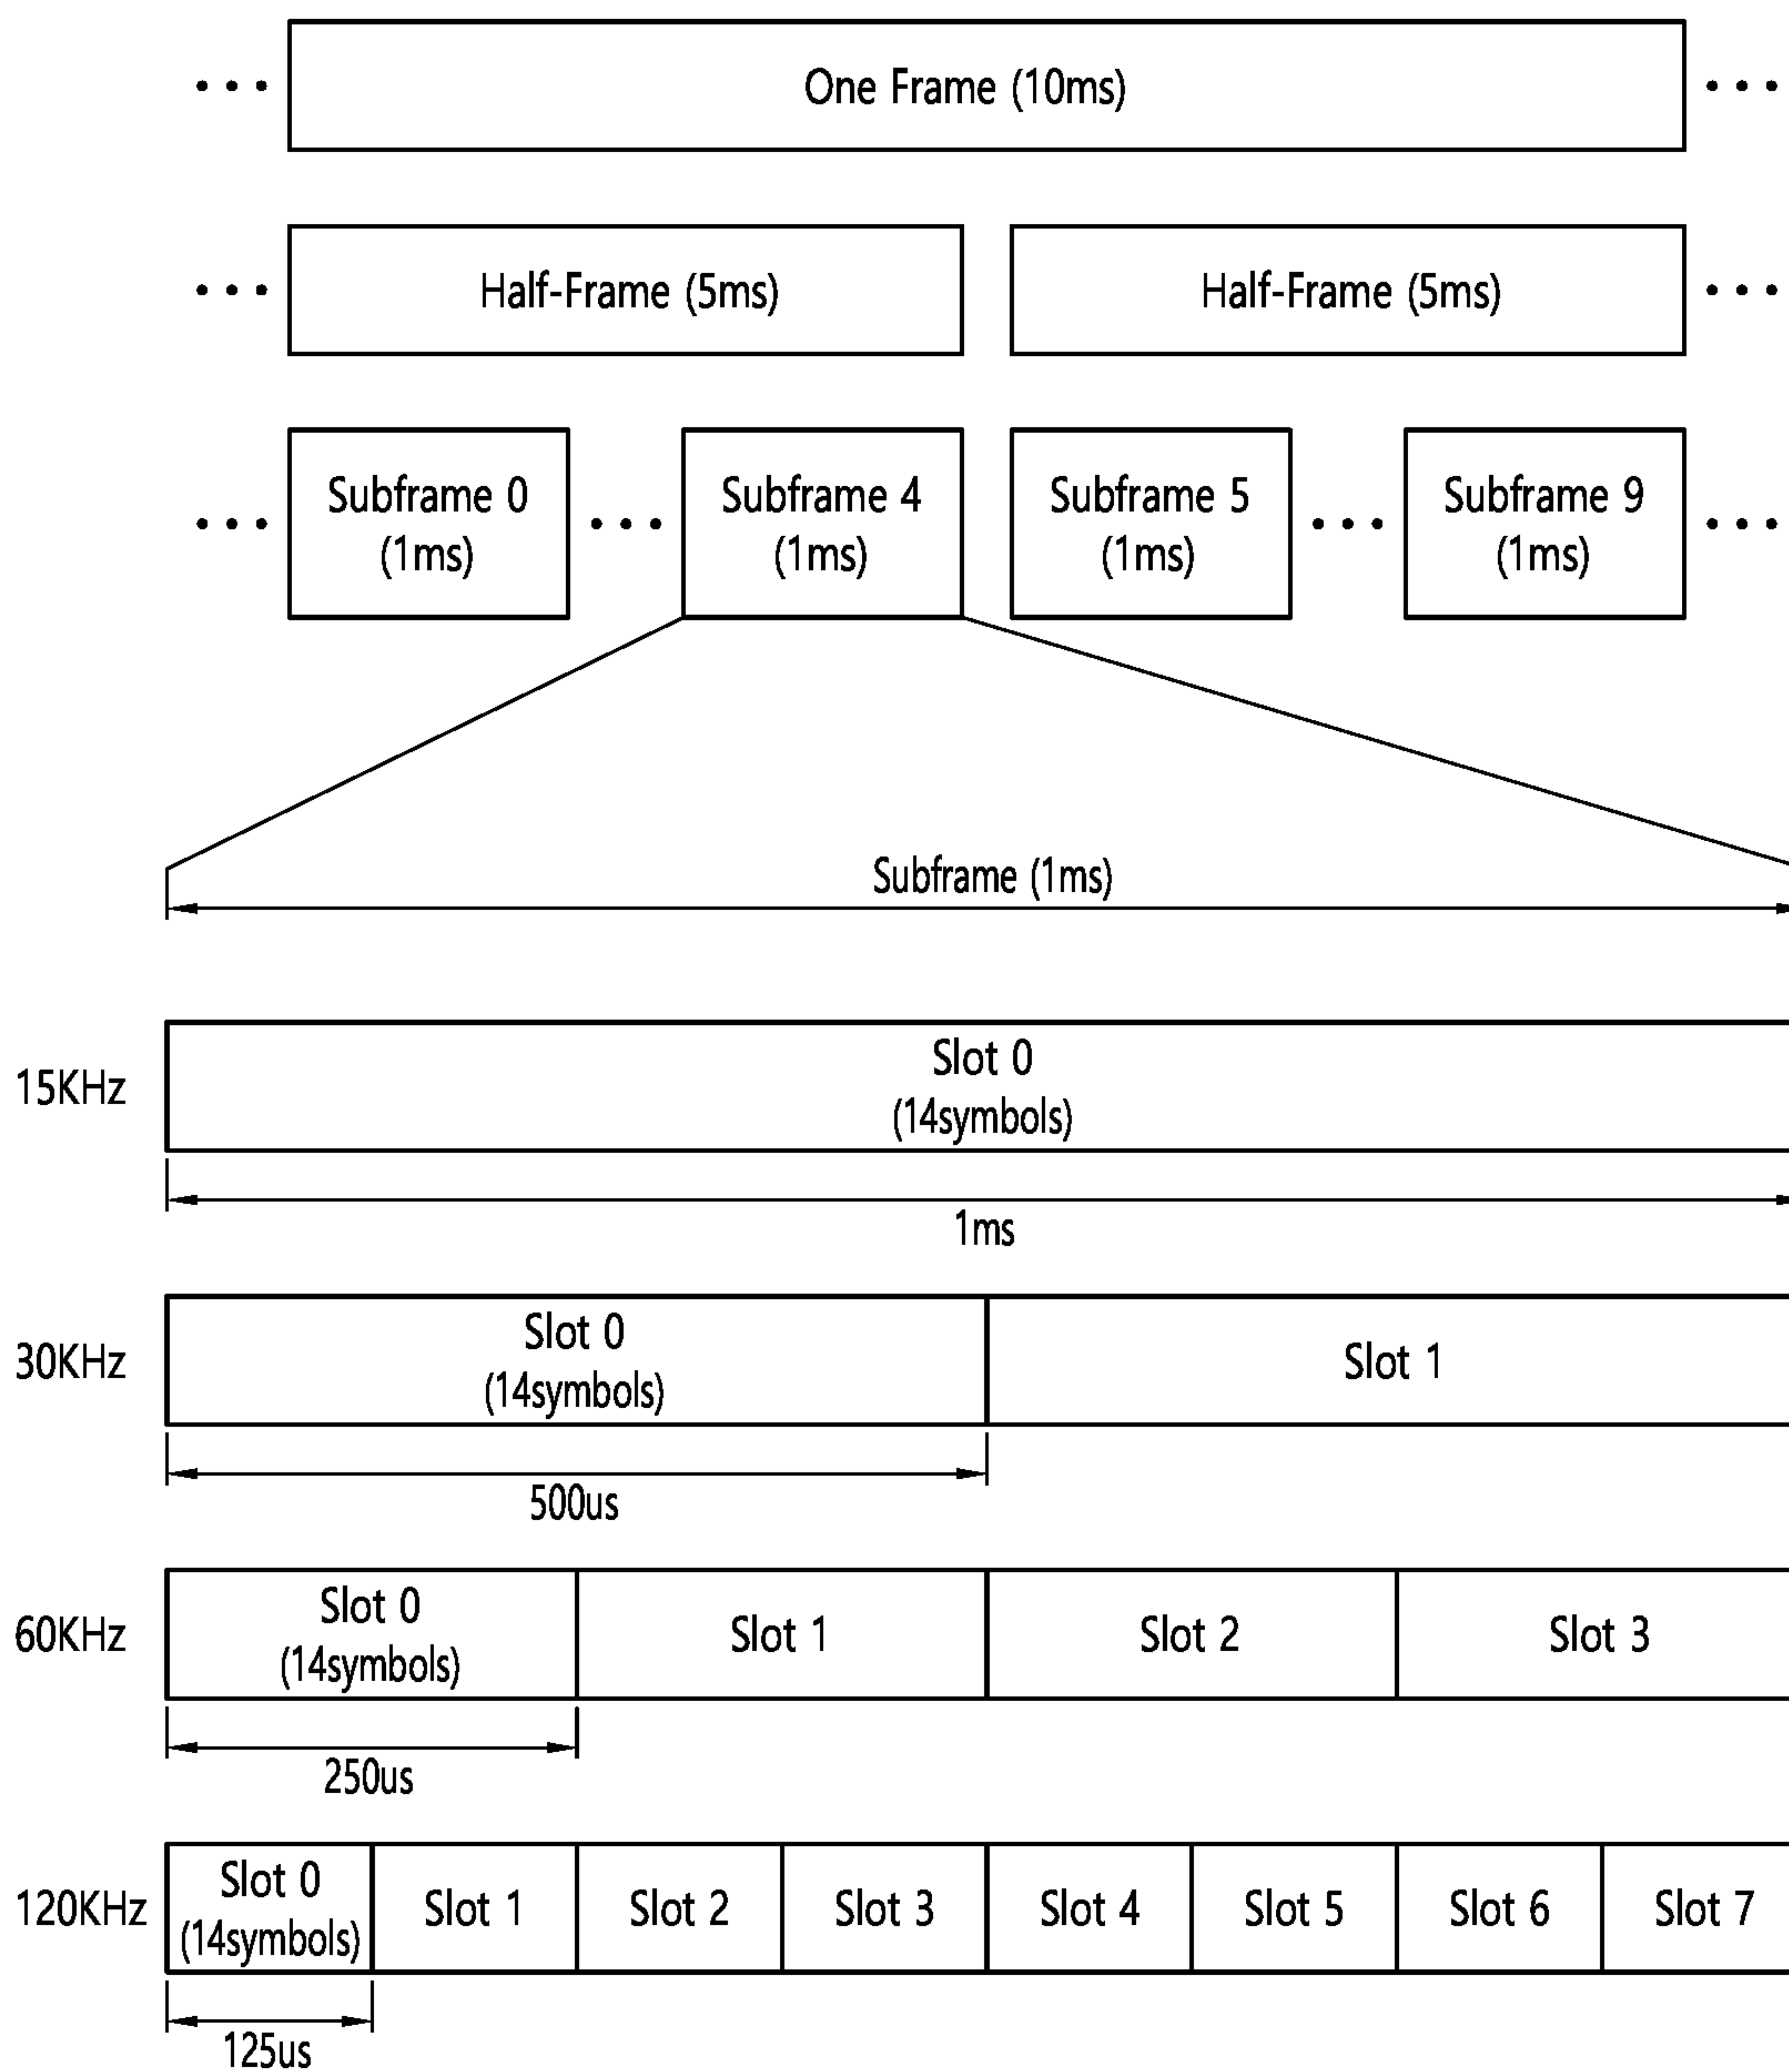 One Frame (10ms)
Half-Frame (5ms) Half-Frame (5ms)
Subframe 0 Subframe 4 Subframe 5 Subframe 9
(1ms) (1ms) (1ms) (1ms)
Subframe (1ms)
15KHz
Slot 0
(14symbols)
1ms
30KHz
Slot 0
(14symbols)
Slot 1
500us
60KHz
Slot 0
(14symbols)
Slot 1
Slot 2
Slot 3
250us
120KHz
Slot 0
(14symbols)
Slot 1
Slot 2
Slot 3
Slot 4
Slot 5
Slot 6
Slot 7
125us